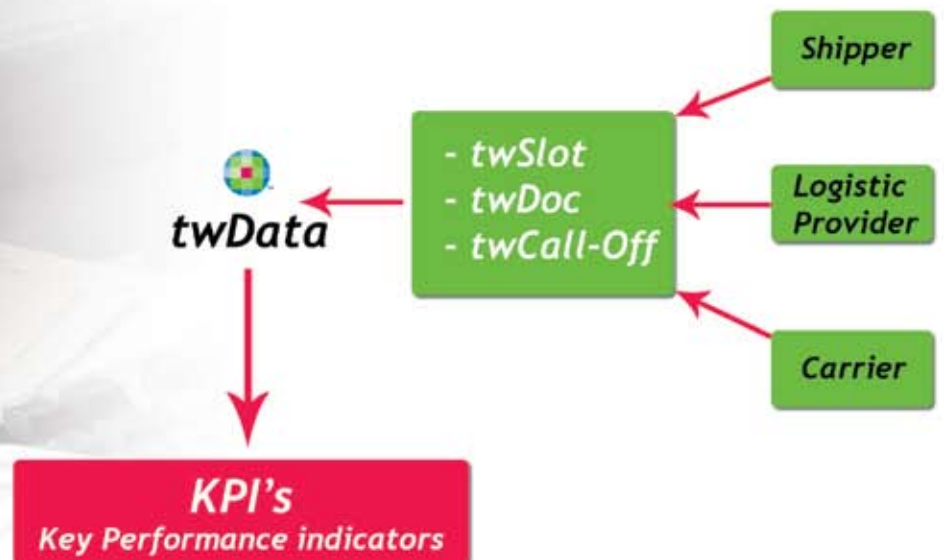 Shipper
- twSlot
- twDoc
- twCall-Off
Logistic
Provider
twData
Carrier
KPI's
Key Performance indicators